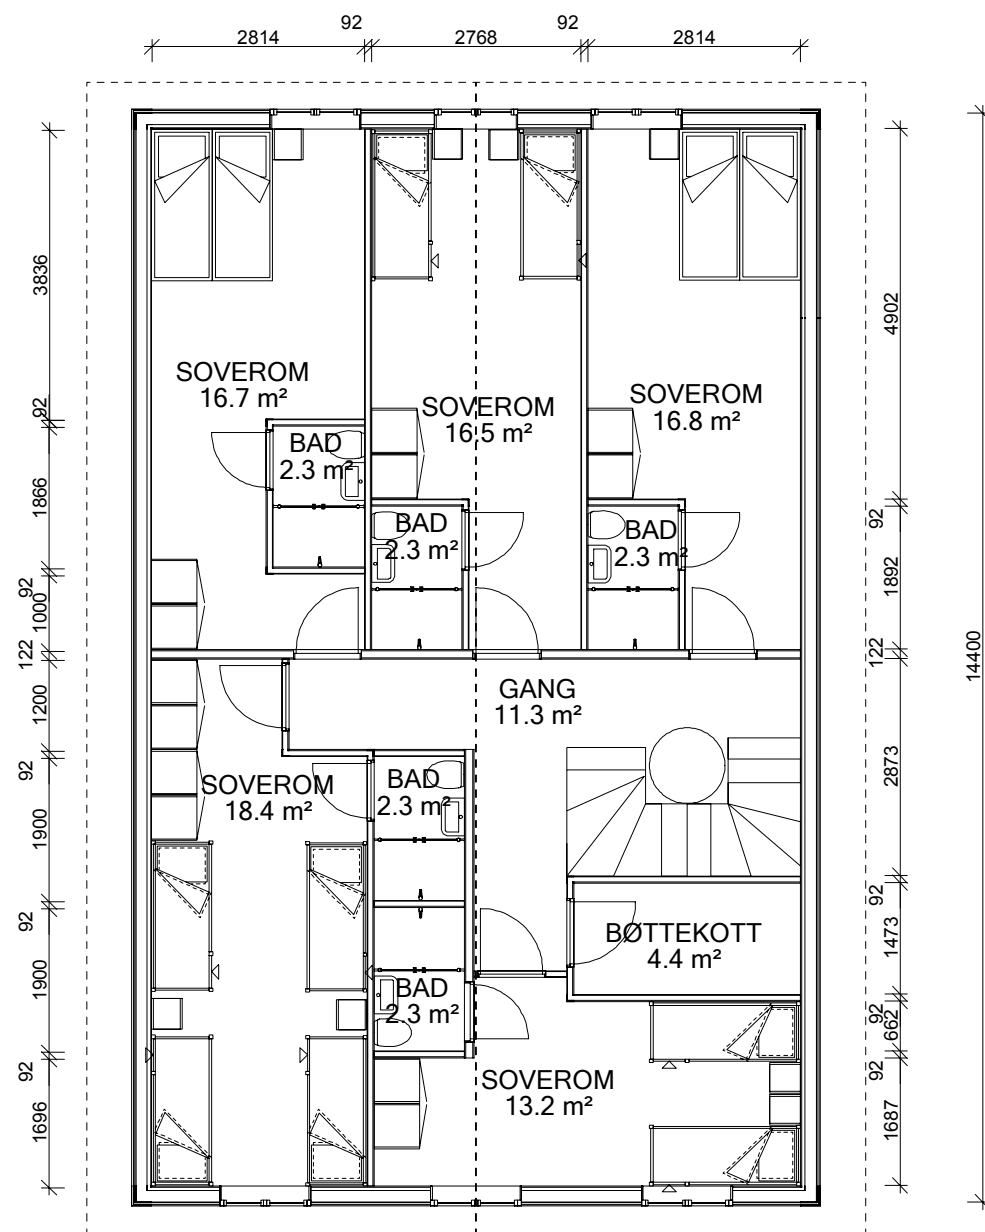 92
92
2814
2768
2814
3836
92
1866
92
1000
122
1200
92
1900
92
1900
92
1696
SOVEROM
16.7 m²
BAD
2.3 m²
SOVEROM
16.5 m²
BAD
2.3 m²
SOVEROM
16.8 m²
BAD
2.3 m²
GANG
11.3 m²
SOVEROM
18.4 m²
BAD
2.3 m²
BØTTEKOTT
4.4 m²
BAD
2.3 m²
SOVEROM
13.2 m²
4902
92
1892
122
2873
92
1473
92
662
92
1687
14400